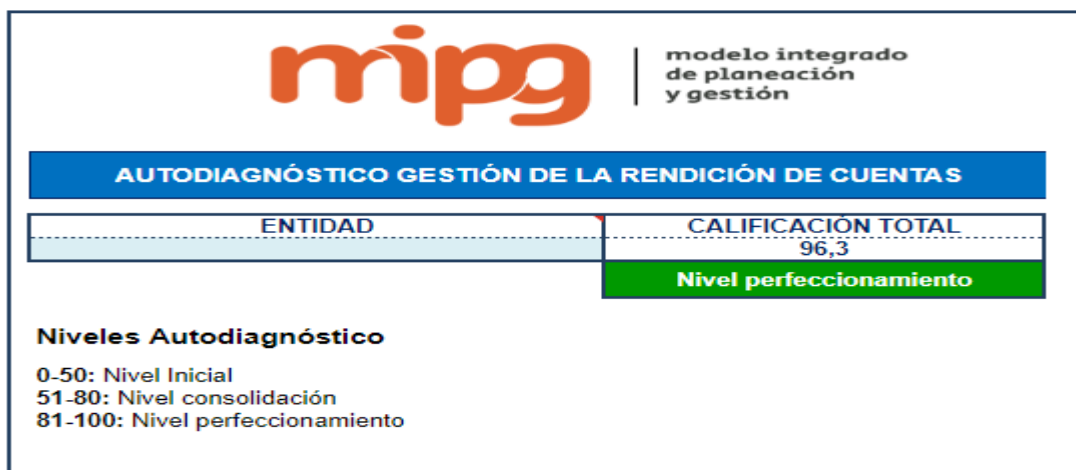 mipg
modelo integrado
de planeación
y gestión
AUTODIAGNÓSTICO GESTIÓN DE LA RENDICIÓN DE CUENTAS
ENTIDAD
CALIFICACIÓN TOTAL
96,3
Nivel perfeccionamiento
Niveles Autodiagnóstico
0-50: Nivel Inicial
51-80: Nivel consolidación
81-100: Nivel perfeccionamiento